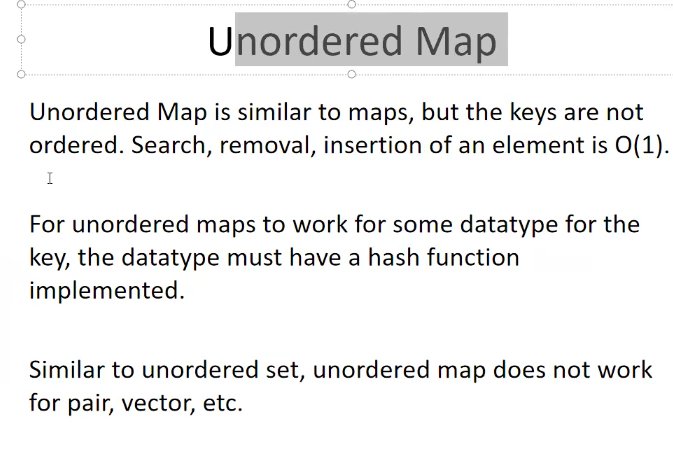 Unordered Map
Unordered Map is similar to maps, but the keys are not
ordered. Search, removal, insertion of an element is O(1).
For unordered maps to work for some datatype for the
key, the datatype must have a hash function
implemented.
Similar to unordered set, unordered map does not work
for pair, vector, etc.